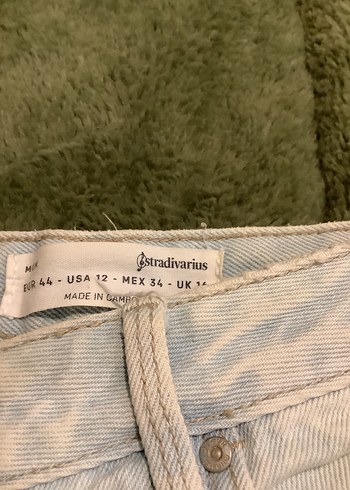 stradivarius
EUR 44 - USA 12 - MEX 34 - UK
MADE IN